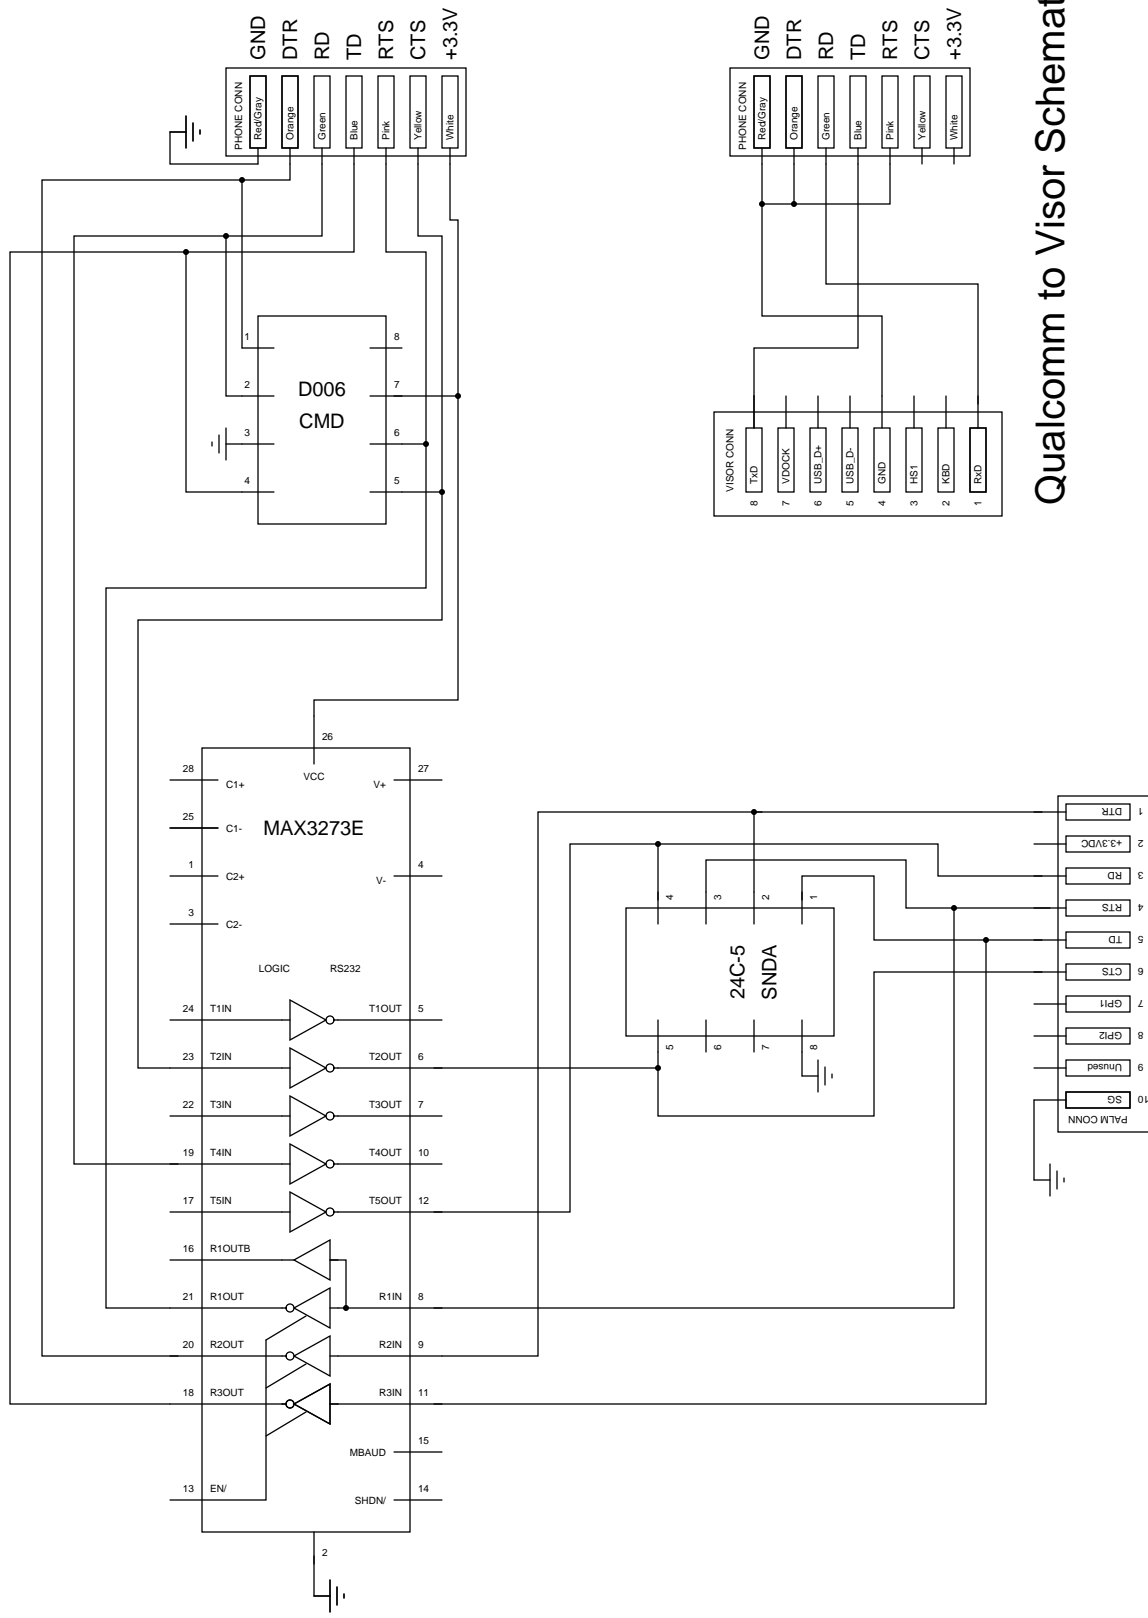 GND
DTR
RD
TD
RTS
CTS
+3.3V
PHONE CONN
Red/Gray
Orange
Green
Blue
Pink
Yellow
White
1
2
3
4
8
7
6
5
D006
CMD
GND
DTR
RD
TD
RTS
CTS
+3.3V
PHONE CONN
Red/Gray
Orange
Green
Blue
Pink
Yellow
White
VISOR CONN
8 TxD
7 VDOCK
6 USB_D+
5 USB_D-
4 GND
3 HS1
2 KBD
1 RxD
Qualcomm to Visor Schemat
26
VCC
28 C1+
V+ 27
25 C1-
MAX3273E
1 C2+
V- 4
3 C2-
LOGIC RS232
24 T1IN T1OUT 5
23 T2IN T2OUT 6
22 T3IN T3OUT 7
19 T4IN T4OUT 10
17 T5IN T5OUT 12
16 R1OUTB
21 R1OUT R1IN 8
20 R2OUT R2IN 9
18 R3OUT R3IN 11
MBAUD 15
13 EN/
SHDN/ 14
2
4
3
2
1
24C-5
SNDA
5
6
7
8
DTR 1
+3.3VDC 2
RD 3
RTS 4
TD 5
CTS 6
GPI1 7
GPI2 8
Unused 9
SG 10
PALM CONN